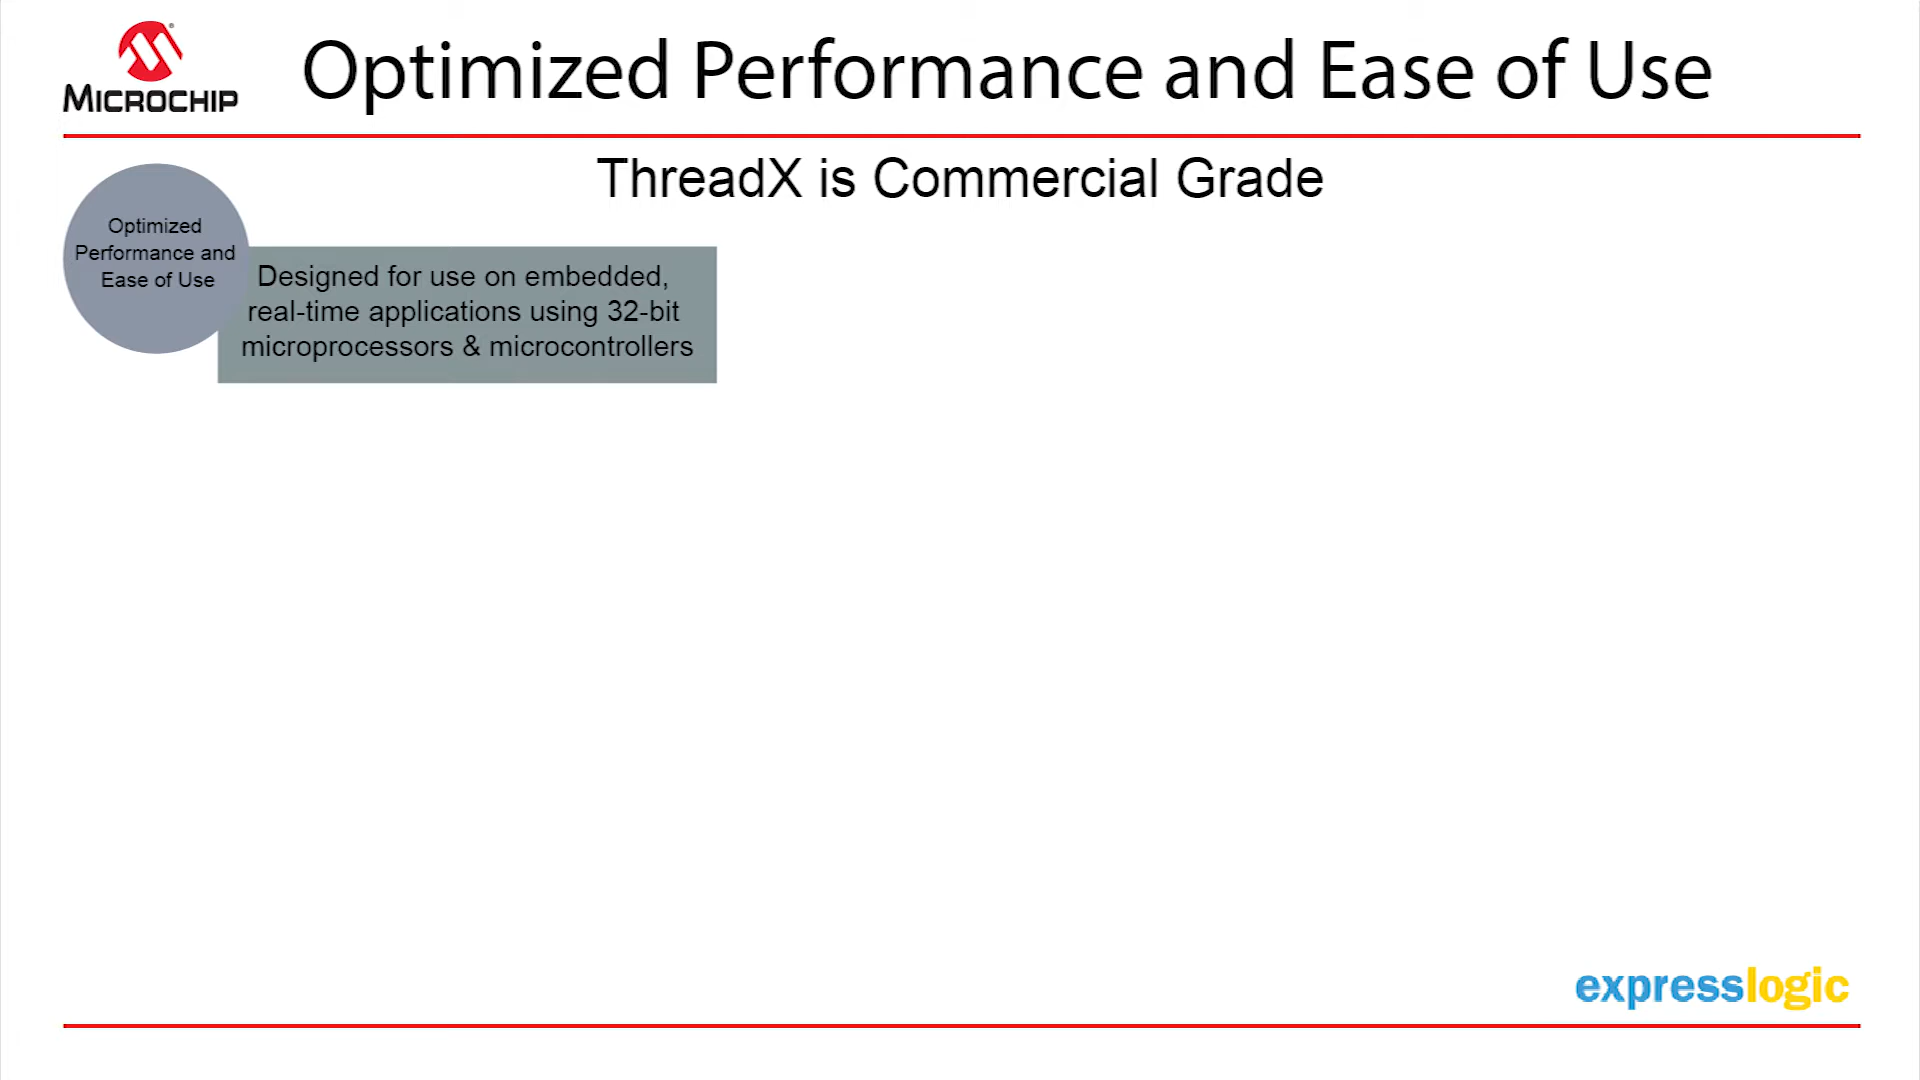 MICROCHIP
Optimized Performance and Ease of Use
ThreadX is Commercial Grade
Optimized
Performance and
Ease of Use
Designed for use on embedded,
real-time applications using 32-bit
microprocessors & microcontrollers
expresslogic